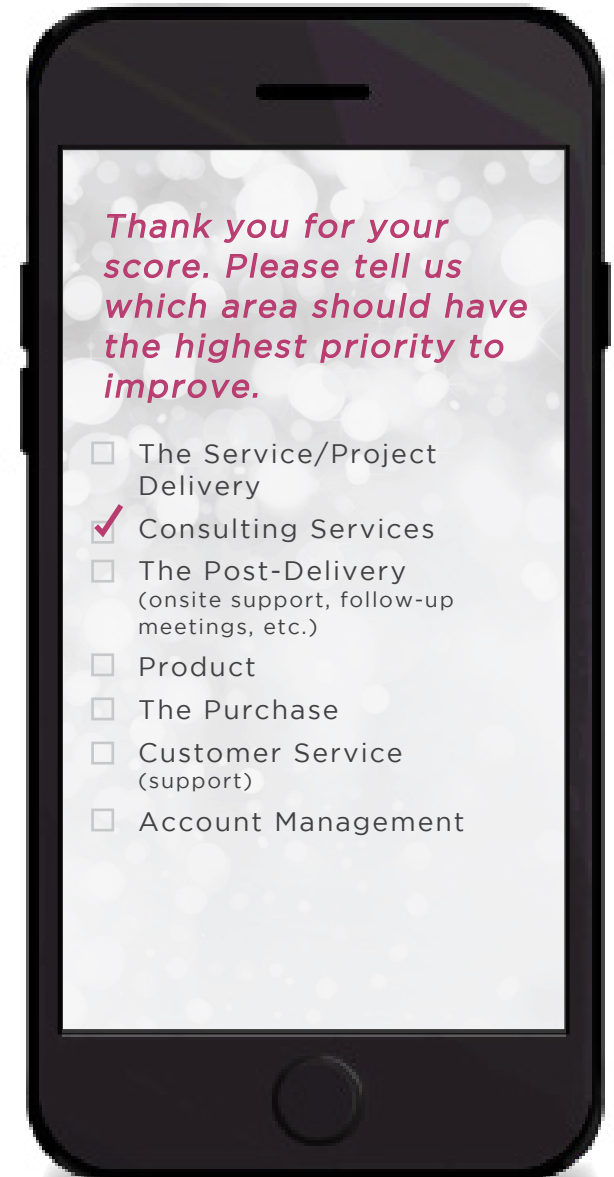 Thank you for your
score. Please tell us
which area should have
the highest priority to
improve.
The Service/Project
Delivery
Consulting Services
The Post-Delivery
(onsite support, follow-up
meetings, etc.)
Product
The Purchase
Customer Service
(support)
Account Management